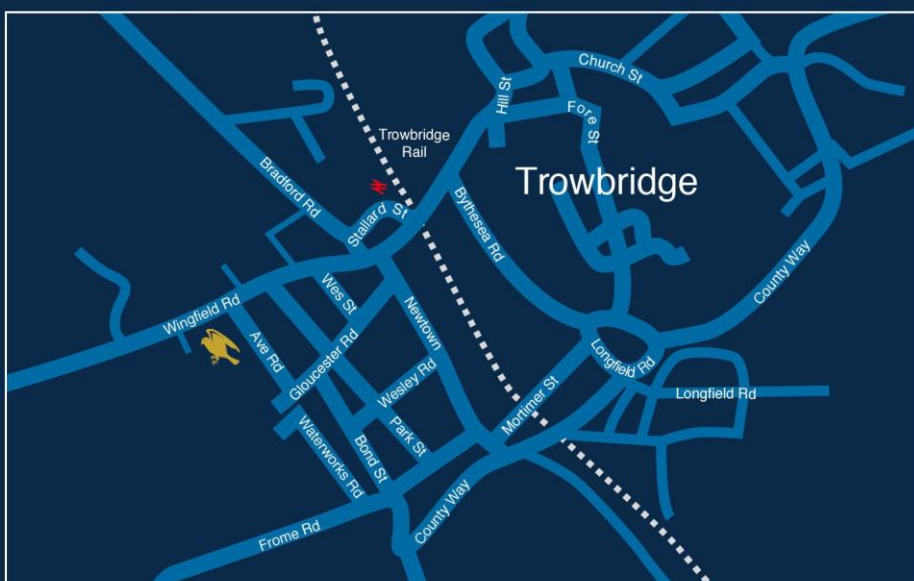 Church St
Hill St
Fore St
Trowbridge
Rail
Trowbridge
Bradford Rd
Stallard St
Bythesea Rd
County Way
Wingfield Rd
Wes St
Newtown
Ave Rd
Gloucester Rd
Longfield Rd
Wesley Rd
Longfield Rd
Mortimer St
Park St
Waterworks Rd
Bond St
County Way
Frome Rd